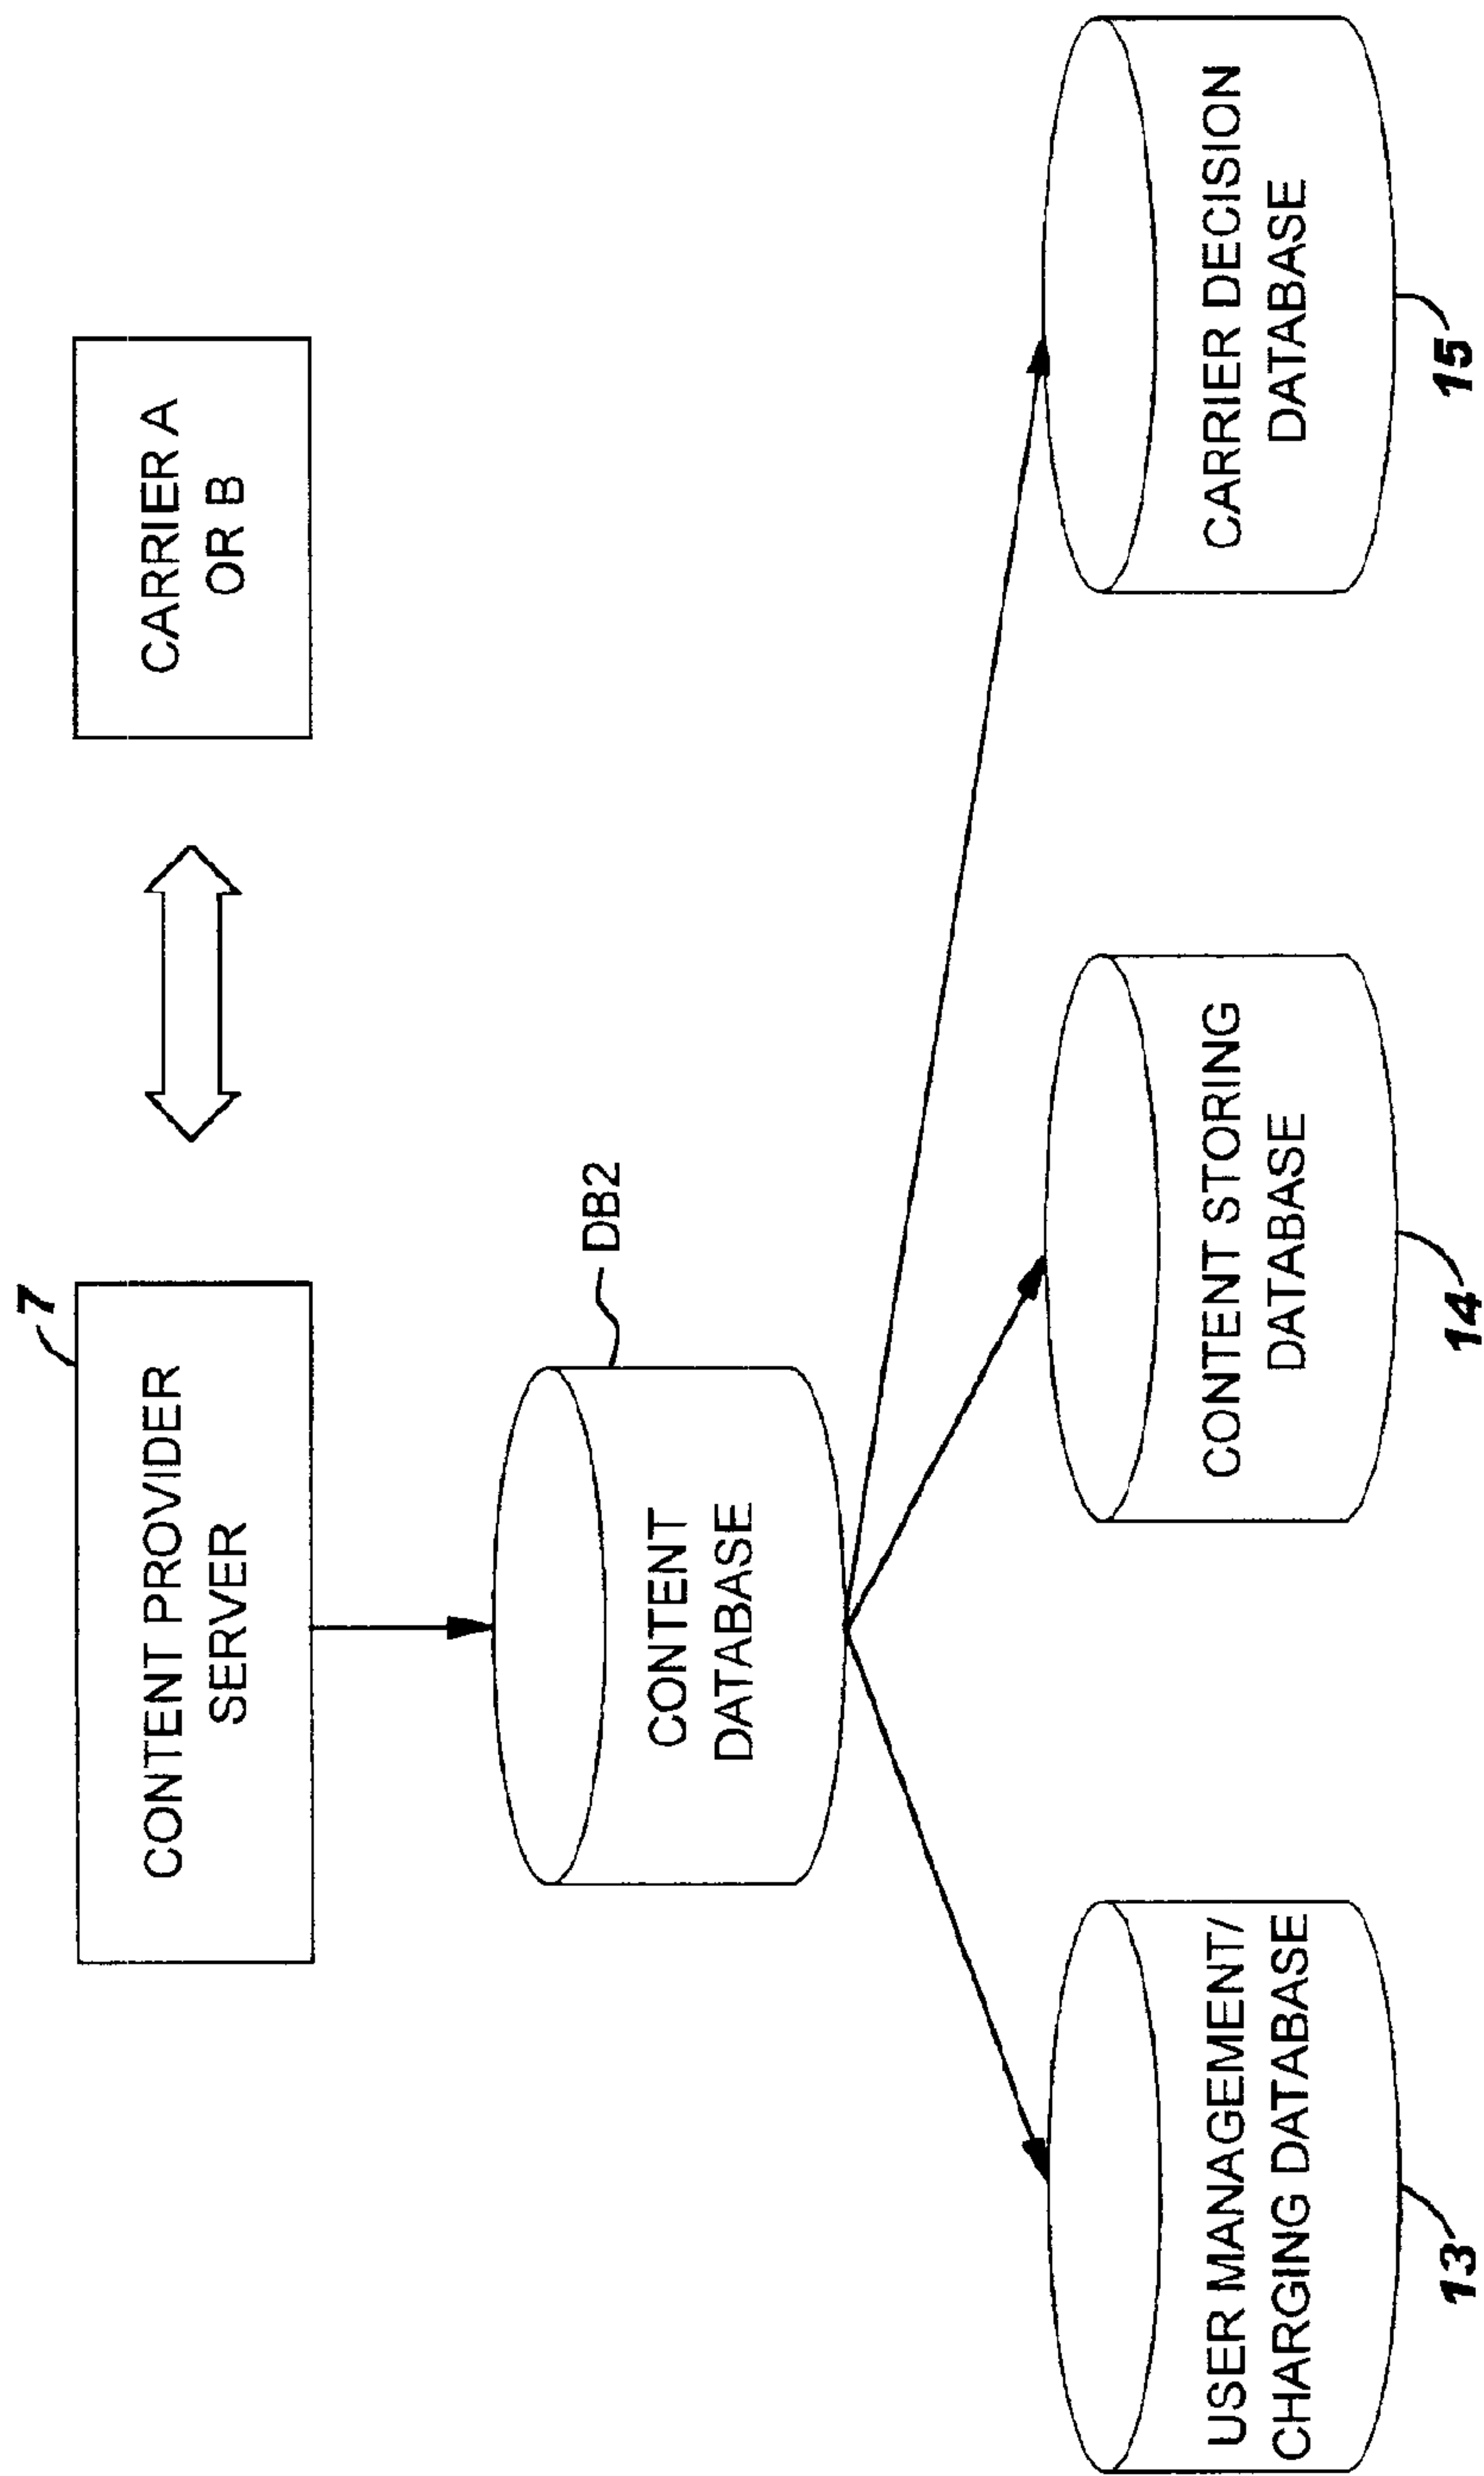 7
CONTENT PROVIDER
SERVER
CARRIER A
OR B
DB2
CONTENT
DATABASE
USER MANAGEMENT/
CHARGING DATABASE
13
CONTENT STORING
DATABASE
14
CARRIER DECISION
DATABASE
15